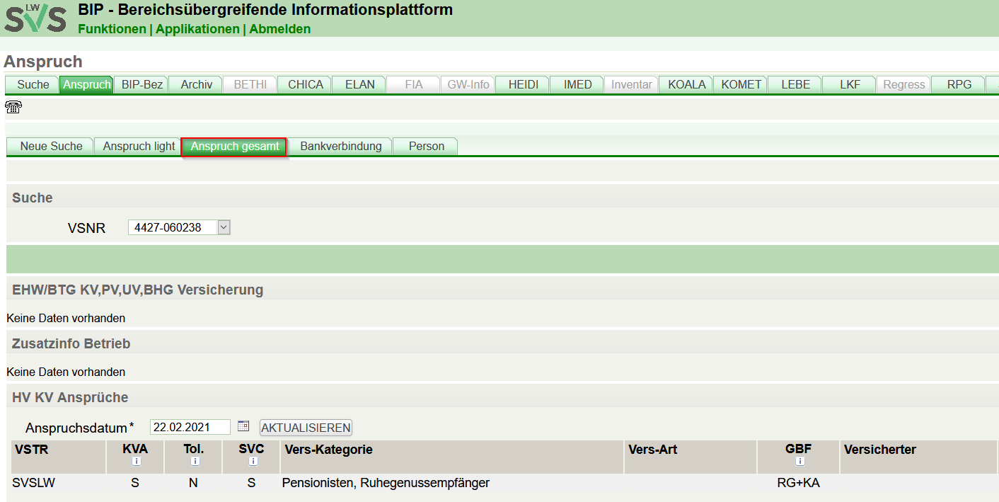 LW
SVS
BIP - Bereichsübergreifende Informationsplattform
Funktionen | Applikationen | Abmelden
Anspruch
Suche Anspruch BIP-Bez Archiv BETHI CHICA ELAN FIA GW-Info HEIDI IMED Inventar KOALA KOMET LEBE LKF Regress RPG
Neue Suche Anspruch light Anspruch gesamt Bankverbindung Person
Suche
VSNR 4427-060238
EHW/BTG KV,PV,UV,BHG Versicherung
Keine Daten vorhanden
Zusatzinfo Betrieb
Keine Daten vorhanden
HV KV Ansprüche
Anspruchsdatum* 22.02.2021 AKTUALISIEREN
VSTR KVA Tol. SVC Vers-Kategorie Vers-Art GBF Versicherter
i i i i
SVSLW S N S Pensionisten, Ruhegenussempfänger RG+KA